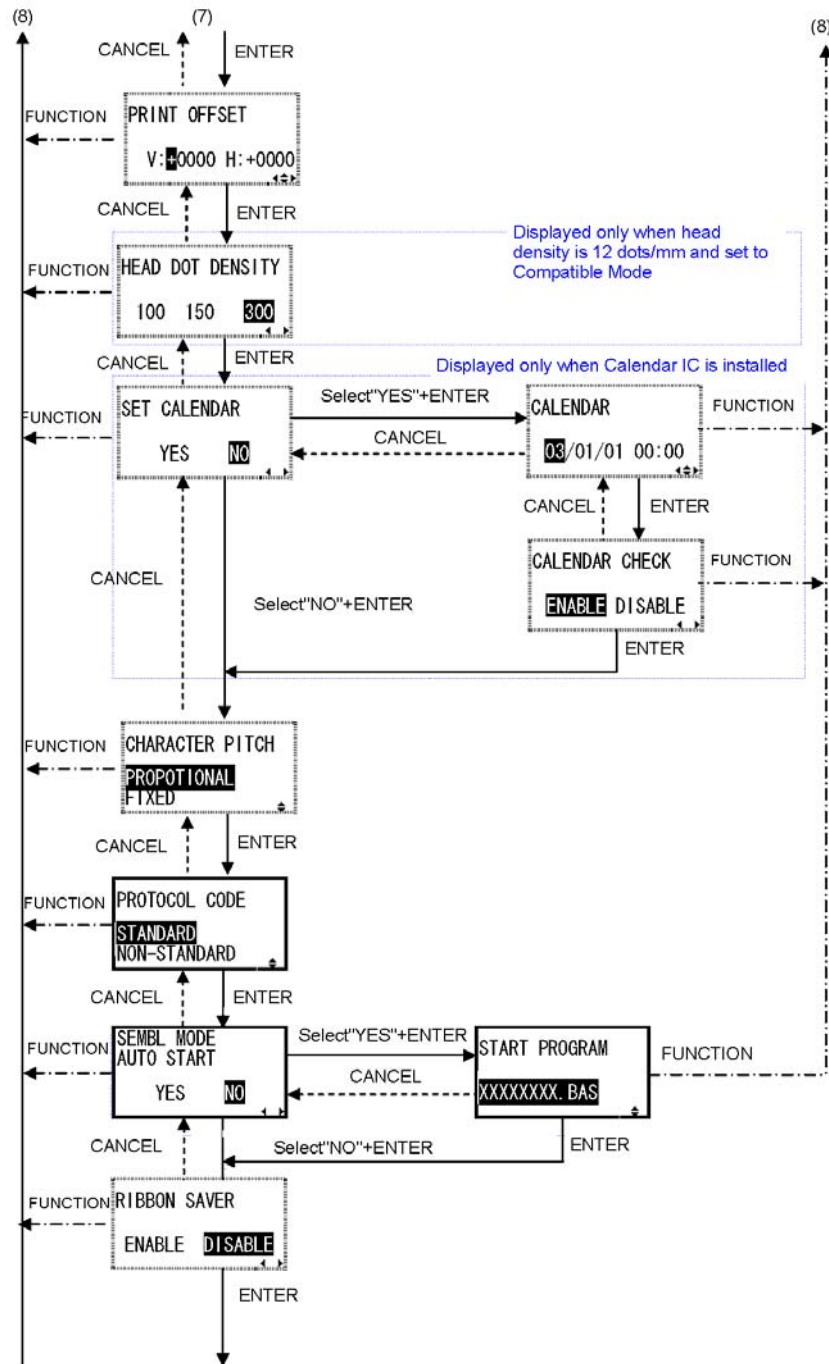 (8)
(7)
(8)
CANCEL
ENTER
FUNCTION
PRINT OFFSET
V:+0000 H:+0000
CANCEL
ENTER
Displayed only when head
density is 12 dots/mm and set to
Compatible Mode
FUNCTION
HEAD DOT DENSITY
100 150 300
CANCEL
ENTER
Displayed only when Calendar IC is installed
FUNCTION
SET CALENDAR
YES NO
Select"YES"+ENTER
CANCEL
CALENDAR
03/01/01 00:00
FUNCTION
CANCEL
ENTER
CALENDAR CHECK
ENABLE DISABLE
FUNCTION
CANCEL
Select"NO"+ENTER
ENTER
FUNCTION
CHARACTER PITCH
PROPOTIONAL
FIXED
CANCEL
ENTER
FUNCTION
PROTOCOL CODE
STANDARD
NON-STANDARD
CANCEL
ENTER
FUNCTION
SEMBL MODE
AUTO START
YES NO
Select"YES"+ENTER
CANCEL
START PROGRAM
XXXXXXXX.BAS
FUNCTION
CANCEL
Select"NO"+ENTER
ENTER
FUNCTION
RIBBON SAVER
ENABLE DISABLE
ENTER